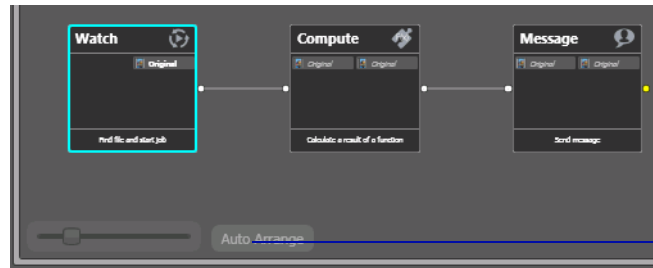 Watch
Compute
Message
Original
Original
Original
Original
Original
Find file and start job
Calculate a result of a function
Send message
Auto Arrange